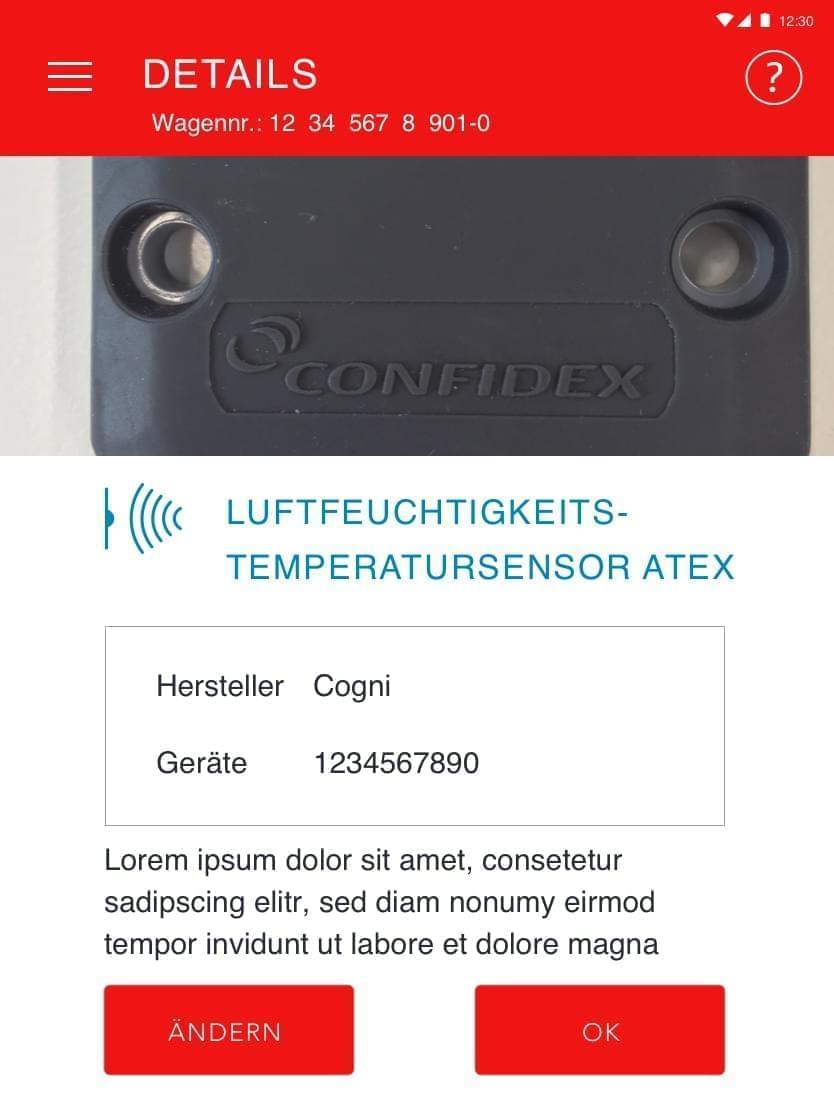 12:30
DETAILS
?
Wagennr.: 12 34 567 8 901-0
CONFIDEX
LUFTFEUCHTIGKEITS-
TEMPERATURSENSOR ATEX
Hersteller Cogni
Geräte 1234567890
Lorem ipsum dolor sit amet, consetetur
sadipscing elitr, sed diam nonumy eirmod
tempor invidunt ut labore et dolore magna
ÄNDERN OK